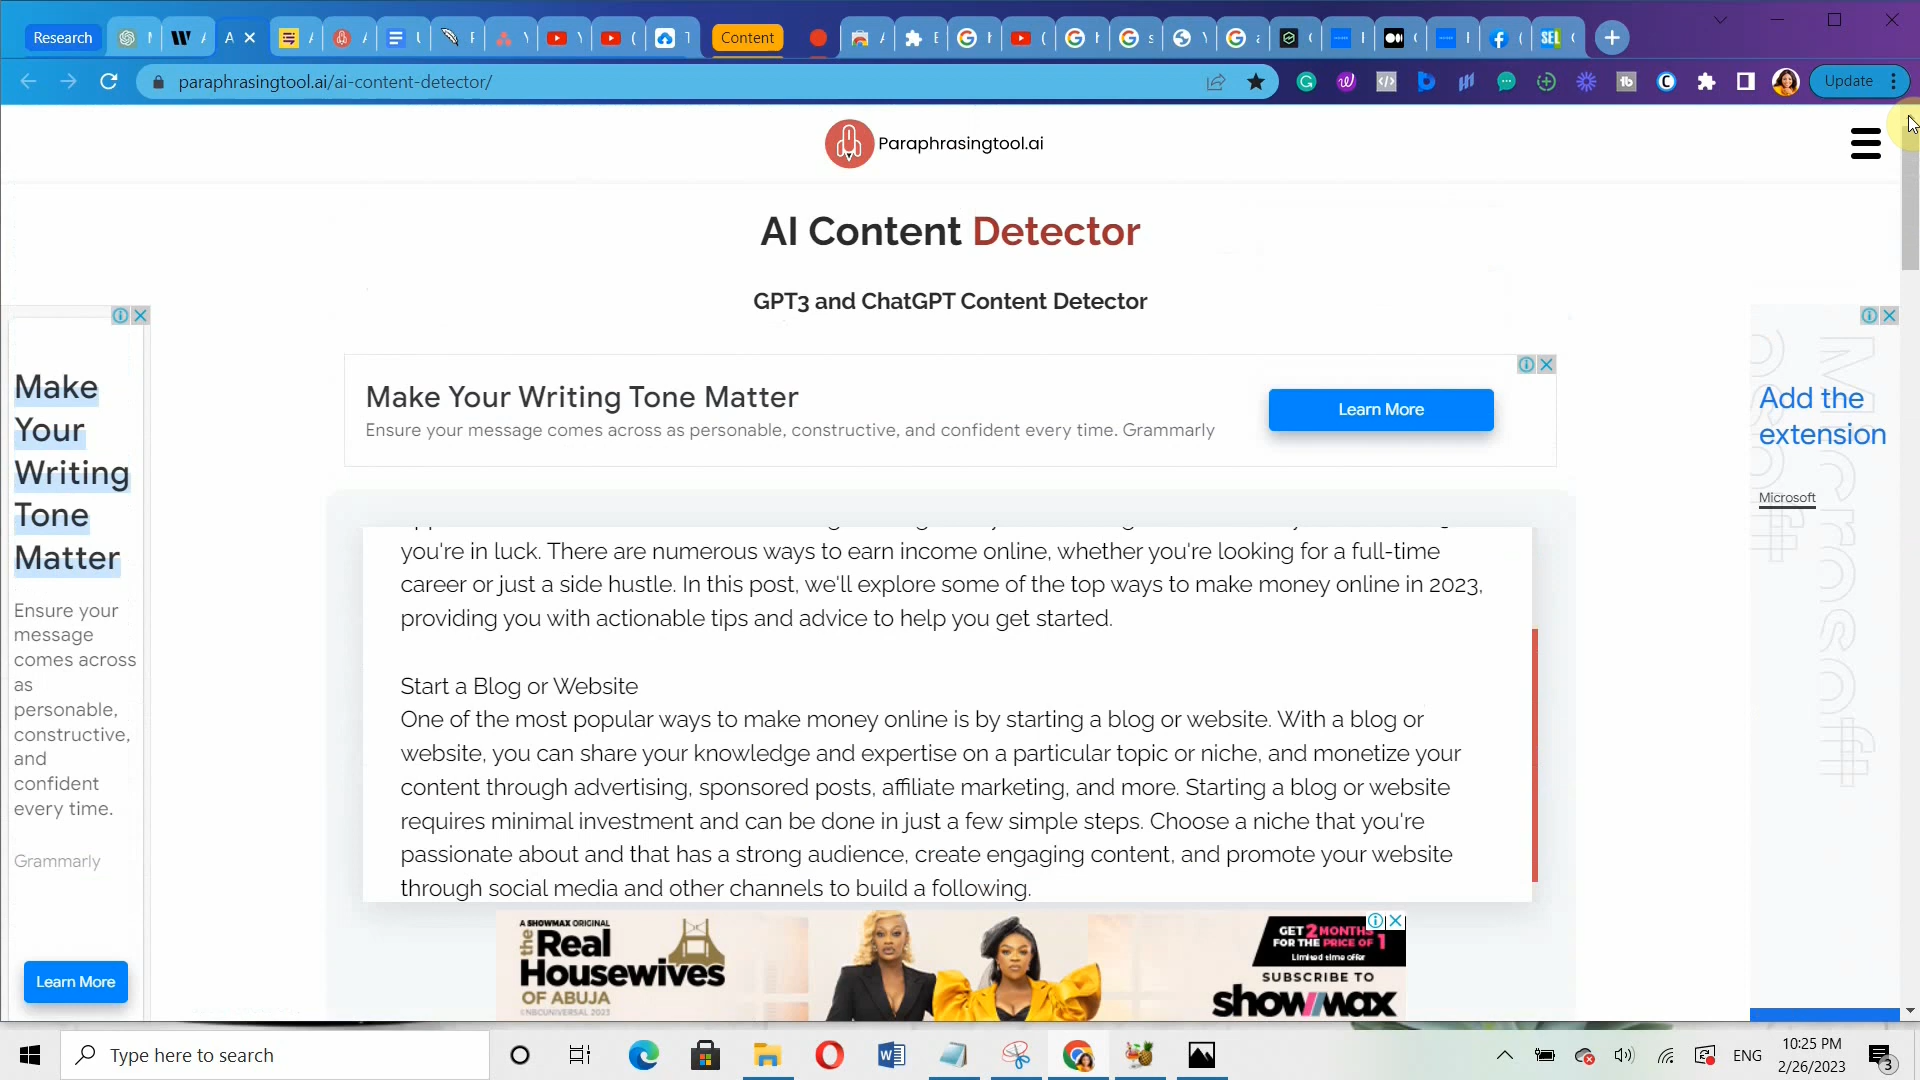 Research
A
Content
SEL
paraphrasingtool.ai/ai-content-detector/
Update
Paraphrasingtool.ai
AI Content Detector
GPT3 and ChatGPT Content Detector
Make Your Writing Tone Matter
Ensure your message comes across as personable, constructive, and confident every time. Grammarly
Learn More
Make
Your
Writing
Tone
Matter
Ensure your
message
comes across
as
personable,
constructive,
and
confident
every time.
Grammarly
Learn More
Add the
extension
Microsoft
Microsoft
you're in luck. There are numerous ways to earn income online, whether you're looking for a full-time
career or just a side hustle. In this post, we'll explore some of the top ways to make money online in 2023,
providing you with actionable tips and advice to help you get started.
Start a Blog or Website
One of the most popular ways to make money online is by starting a blog or website. With a blog or
website, you can share your knowledge and expertise on a particular topic or niche, and monetize your
content through advertising, sponsored posts, affiliate marketing, and more. Starting a blog or website
requires minimal investment and can be done in just a few simple steps. Choose a niche that you're
passionate about and that has a strong audience, create engaging content, and promote your website
through social media and other channels to build a following.
A SHOWMAX ORIGINAL
the Real
Housewives
OF ABUJA
©NBCUNIVERSAL 2023
GET 2 MONTHS
FOR THE PRICE OF 1
Limited time offer
SUBSCRIBE TO
showmax
Type here to search
ENG
10:25 PM
2/26/2023
3